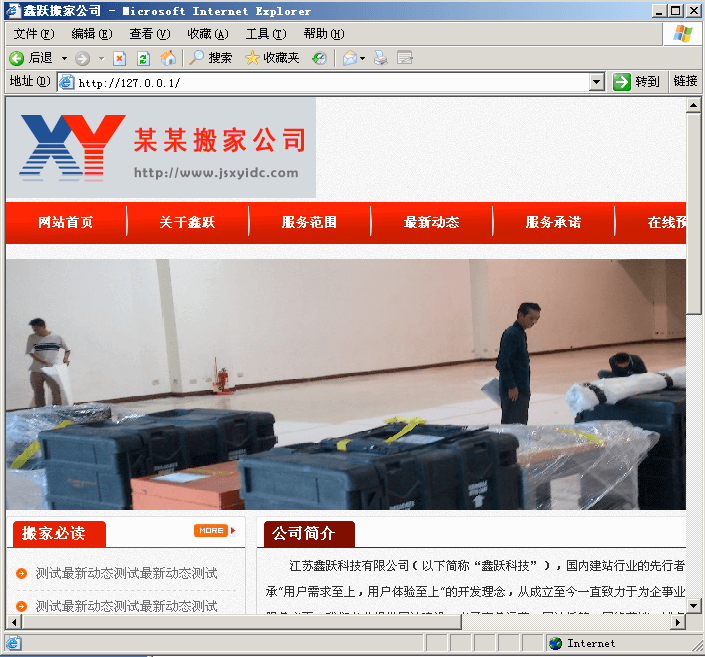 鑫跃搬家公司 - Microsoft Internet Explorer
文件(F) 编辑(E) 查看(V) 收藏(A) 工具(T) 帮助(H)
后退 搜索 收藏夹
地址(D) http://127.0.0.1/ 转到 链接
XY 某某搬家公司
http://www.jsxyidc.com
网站首页 关于鑫跃 服务范围 最新动态 服务承诺 在线预
搬家必读 MORE 公司简介
测试最新动态测试最新动态测试
测试最新动态测试最新动态测试
江苏鑫跃科技有限公司(以下简称“鑫跃科技”),国内建站行业的先行者
承“用户需求至上,用户体验至上“的开发理念,从成立至今一直致力于为企事业
Internet